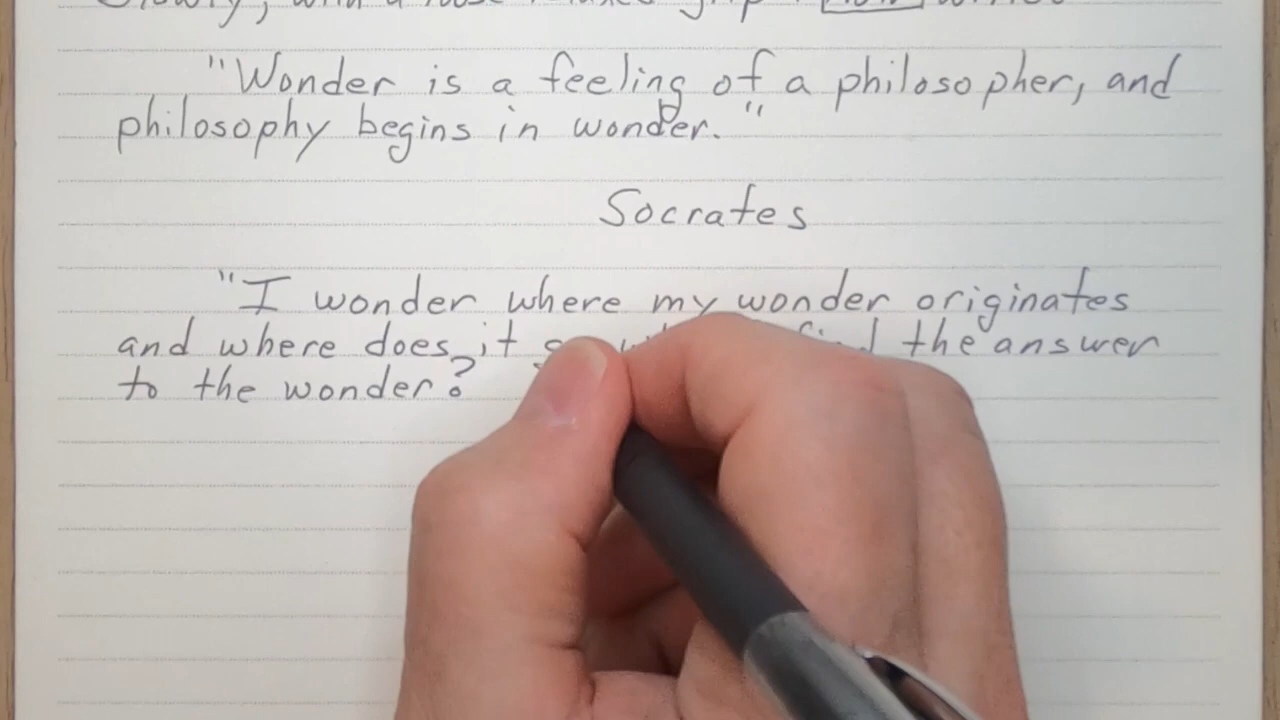 "Wonder is a feeling of a philosopher, and
philosophy begins in wonder."
Socrates
"I wonder where my wonder originates
and where does it the answer
to the wonder?